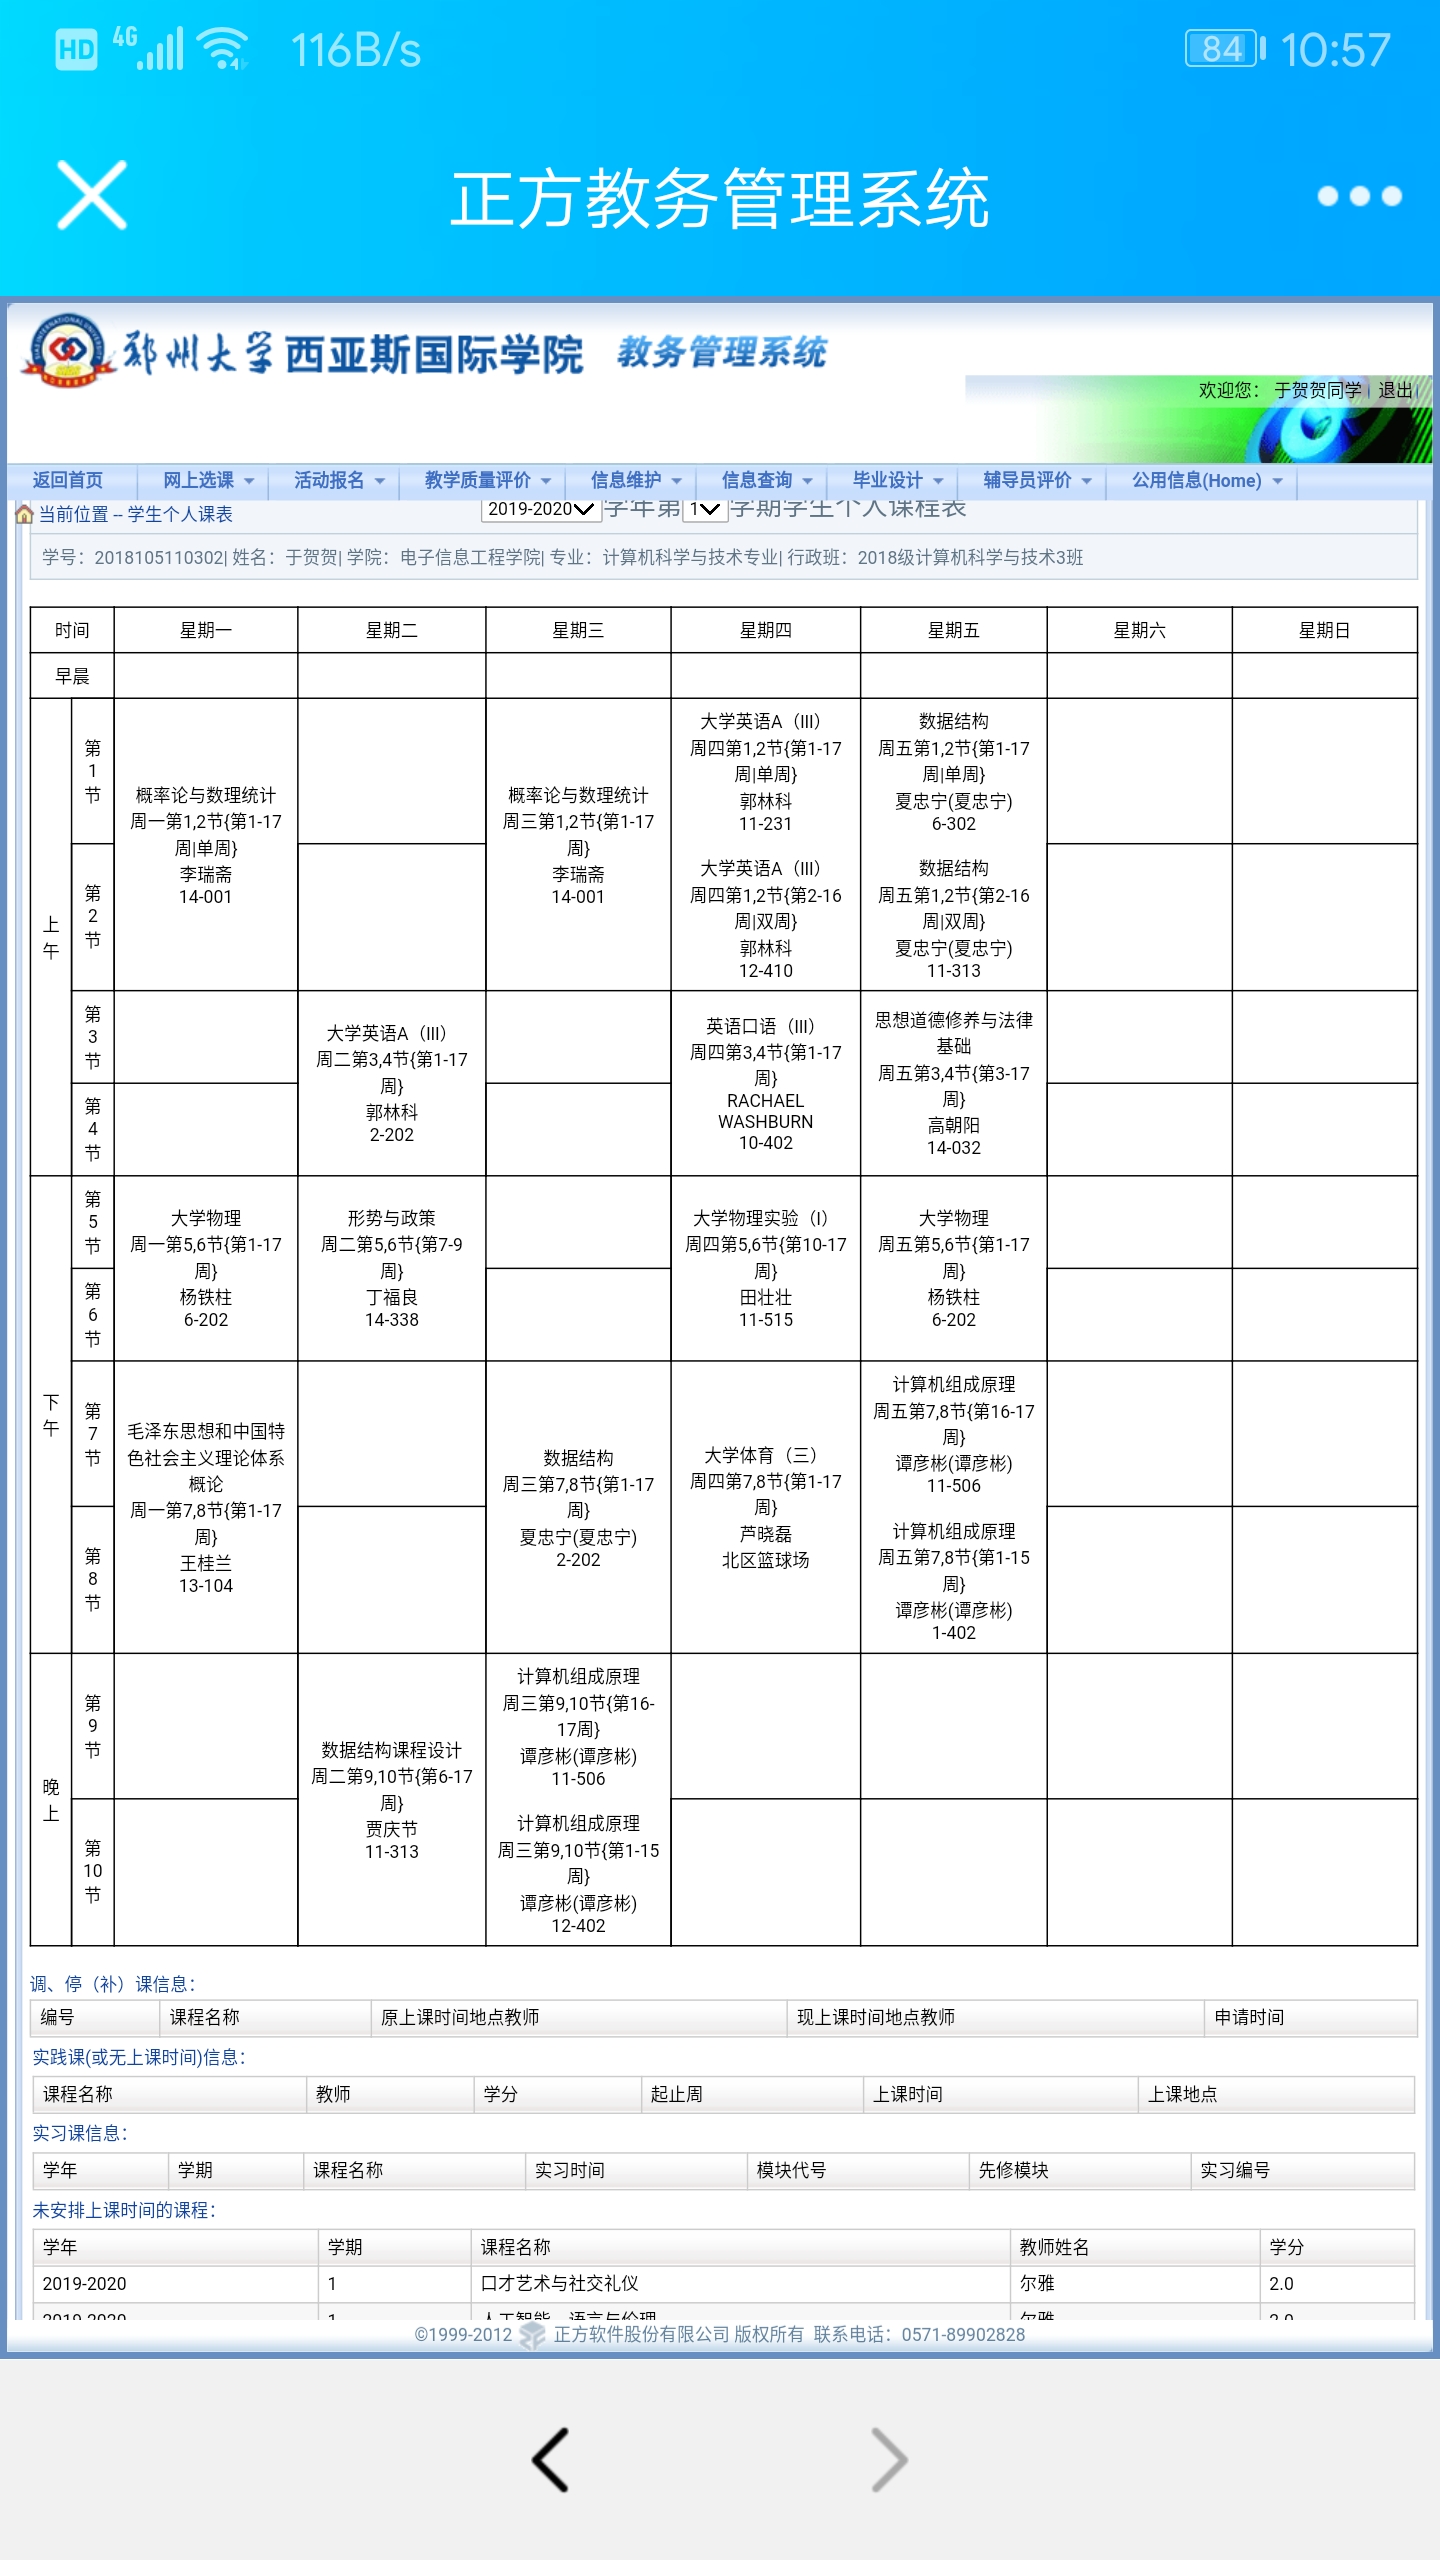 HD 4G 116B/s 84 10:57
正方教务管理系统
郑州大学 西亚斯国际学院 教务管理系统
欢迎您： 于贺贺同学 退出
返回首页 网上选课 活动报名 教学质量评价 信息维护 信息查询 毕业设计 辅导员评价 公用信息(Home)
当前位置 -- 学生个人课表 2019-2020 学年第 1 学期学生个人课程表
学号：2018105110302| 姓名：于贺贺| 学院：电子信息工程学院| 专业：计算机科学与技术专业| 行政班：2018级计算机科学与技术3班
时间 星期一 星期二 星期三 星期四 星期五 星期六 星期日
早晨
上午
第1节
第2节
概率论与数理统计
周一第1,2节{第1-17
周|单周}
李瑞斋
14-001
概率论与数理统计
周三第1,2节{第1-17
周}
李瑞斋
14-001
大学英语A（III）
周四第1,2节{第1-17
周|单周}
郭林科
11-231
大学英语A（III）
周四第1,2节{第2-16
周|双周}
郭林科
12-410
数据结构
周五第1,2节{第1-17
周|单周}
夏忠宁(夏忠宁)
6-302
数据结构
周五第1,2节{第2-16
周|双周}
夏忠宁(夏忠宁)
11-313
第3节
第4节
大学英语A（III）
周二第3,4节{第1-17
周}
郭林科
2-202
英语口语（III）
周四第3,4节{第1-17
周}
RACHAEL
WASHBURN
10-402
思想道德修养与法律
基础
周五第3,4节{第3-17
周}
高朝阳
14-032
下午
第5节
第6节
大学物理
周一第5,6节{第1-17
周}
杨铁柱
6-202
形势与政策
周二第5,6节{第7-9
周}
丁福良
14-338
大学物理实验（I）
周四第5,6节{第10-17
周}
田壮壮
11-515
大学物理
周五第5,6节{第1-17
周}
杨铁柱
6-202
第7节
第8节
毛泽东思想和中国特
色社会主义理论体系
概论
周一第7,8节{第1-17
周}
王桂兰
13-104
数据结构
周三第7,8节{第1-17
周}
夏忠宁(夏忠宁)
2-202
大学体育（三）
周四第7,8节{第1-17
周}
芦晓磊
北区篮球场
计算机组成原理
周五第7,8节{第16-17
周}
谭彦彬(谭彦彬)
11-506
计算机组成原理
周五第7,8节{第1-15
周}
谭彦彬(谭彦彬)
1-402
晚上
第9节
第10节
数据结构课程设计
周二第9,10节{第6-17
周}
贾庆节
11-313
计算机组成原理
周三第9,10节{第16-
17周}
谭彦彬(谭彦彬)
11-506
计算机组成原理
周三第9,10节{第1-15
周}
谭彦彬(谭彦彬)
12-402
调、停（补）课信息：
编号 课程名称 原上课时间地点教师 现上课时间地点教师 申请时间
实践课(或无上课时间)信息：
课程名称 教师 学分 起止周 上课时间 上课地点
实习课信息：
学年 学期 课程名称 实习时间 模块代号 先修模块 实习编号
未安排上课时间的课程：
学年 学期 课程名称 教师姓名 学分
2019-2020 1 口才艺术与社交礼仪 尔雅 2.0
2019-2020 1 人工智能、语言与伦理 尔雅 2.0
©1999-2012 正方软件股份有限公司 版权所有 联系电话：0571-89902828